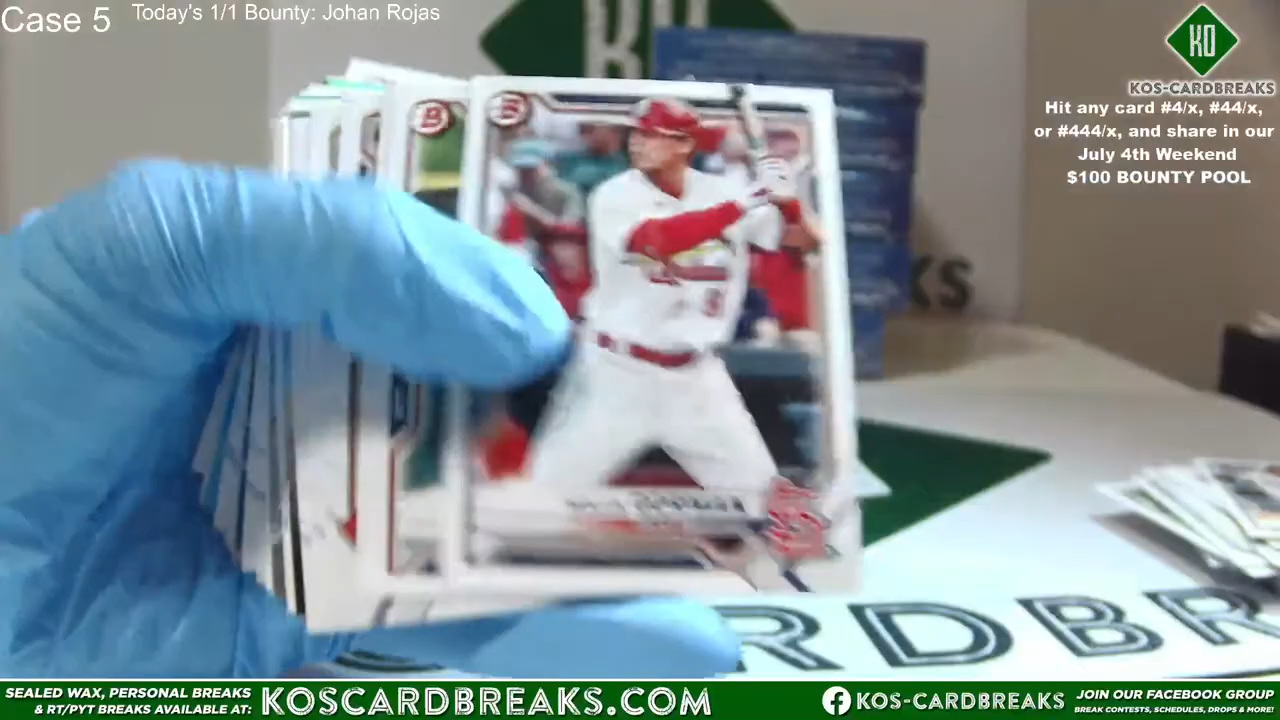 Case 5
Today's 1/1 Bounty: Johan Rojas
KO
KOS-CARDBREAKS
Hit any card #4/x, #44/x,
or #444/x, and share in our
July 4th Weekend
$100 BOUNTY POOL
B
B
KS
RDBR
SEALED WAX, PERSONAL BREAKS
& RT/PYT BREAKS AVAILABLE AT:
KOSCARDBREAKS.COM
KOS-CARDBREAKS
JOIN OUR FACEBOOK GROUP
BREAK CONTESTS, SCHEDULES, DROPS & MORE!